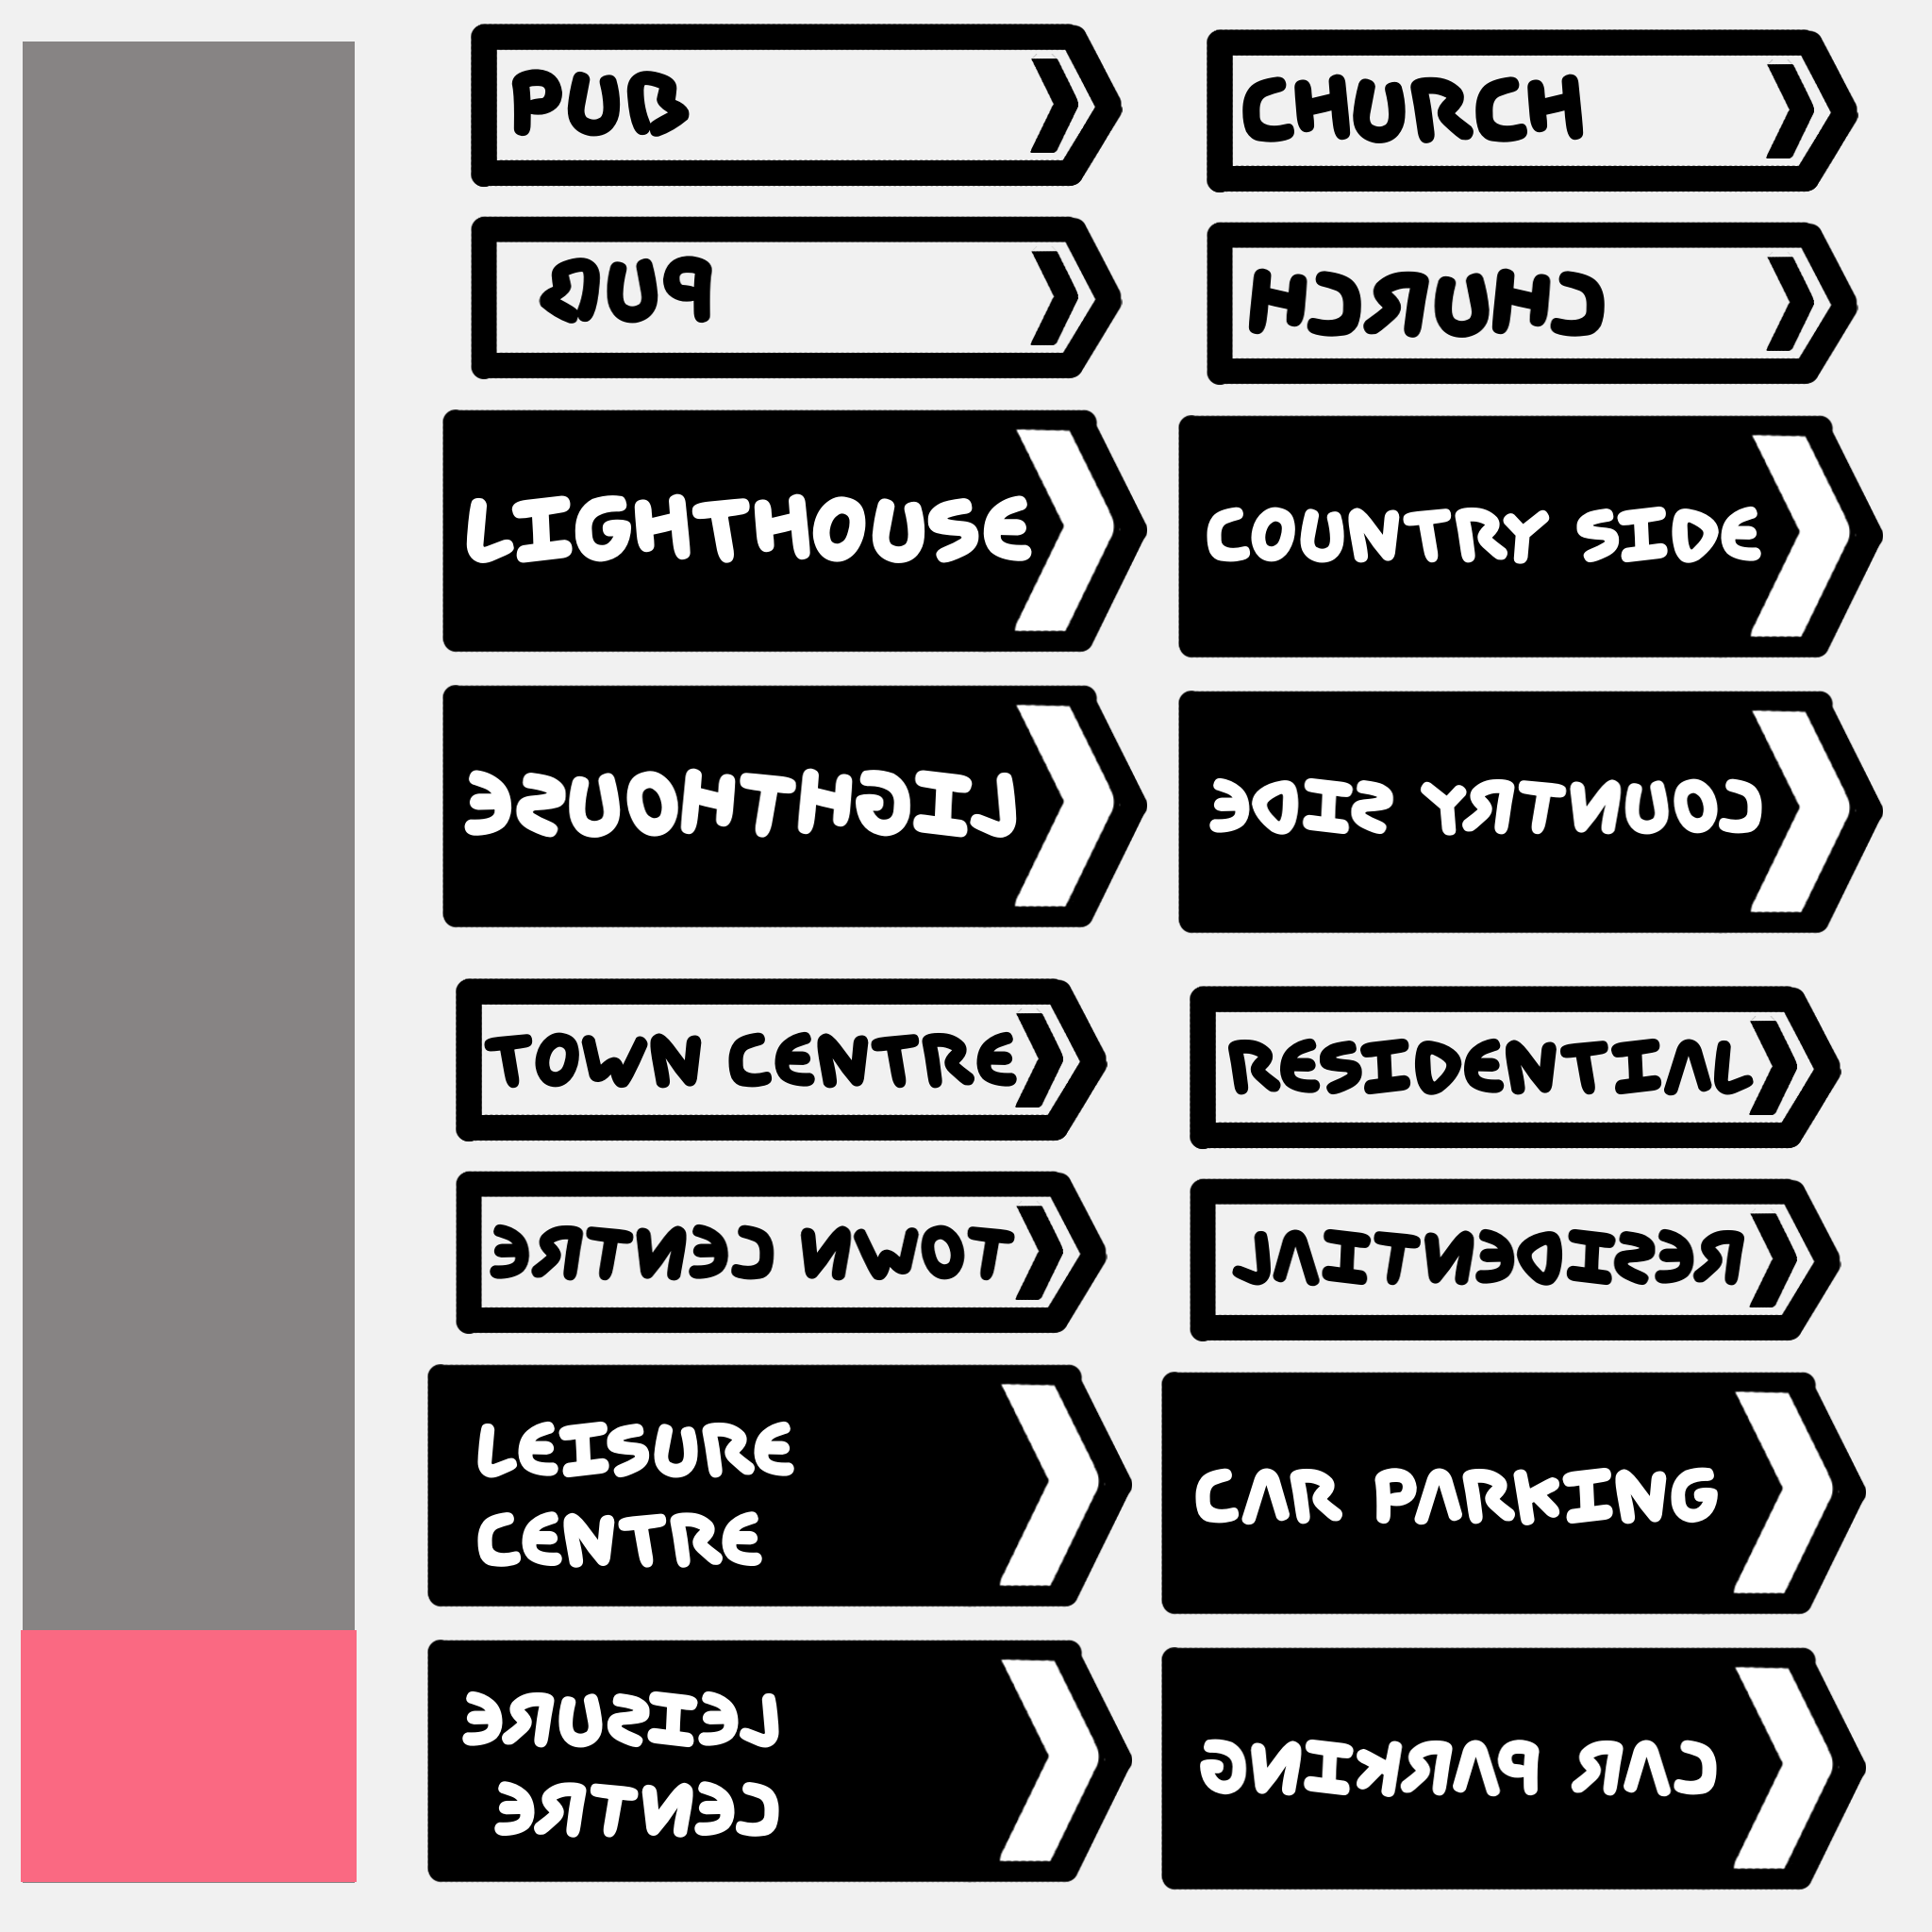 PUB
CHURCH
PUB
CHURCH
LIGHTHOUSE
COUNTRY SIDE
LIGHTHOUSE
COUNTRY SIDE
TOWN CENTRE
RESIDENTIAL
TOWN CENTRE
RESIDENTIAL
LEISURE
CENTRE
CAR PARKING
LEISURE
CENTRE
CAR PARKING